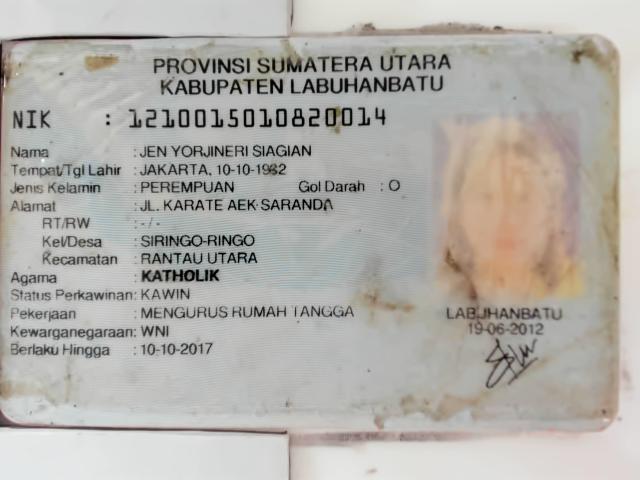 PROVINSI SUMATERA UTARA
KABUPATEN LABUHANBATU
NIK : 1210015010820014
Nama : JEN YORJINERI SIAGIAN
Tempat/Tgl Lahir : JAKARTA, 10-10-1982
Jenis Kelamin : PEREMPUAN Gol Darah : O
Alamat : JL. KARATE AEK SARANDA
RT/RW : - / -
Kel/Desa : SIRINGO-RINGO
Kecamatan : RANTAU UTARA
Agama : KATHOLIK
Status Perkawinan: KAWIN
Pekerjaan : MENGURUS RUMAH TANGGA
Kewarganegaraan: WNI
Berlaku Hingga : 10-10-2017
LABUHANBATU
19-06-2012